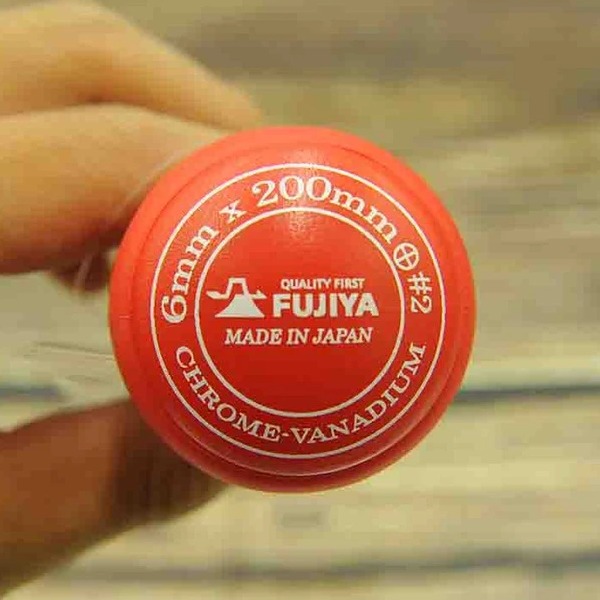 6mm x 200mm⊕#2
QUALITY FIRST
FUJIYA
MADE IN JAPAN
CHROME-VANADIUM